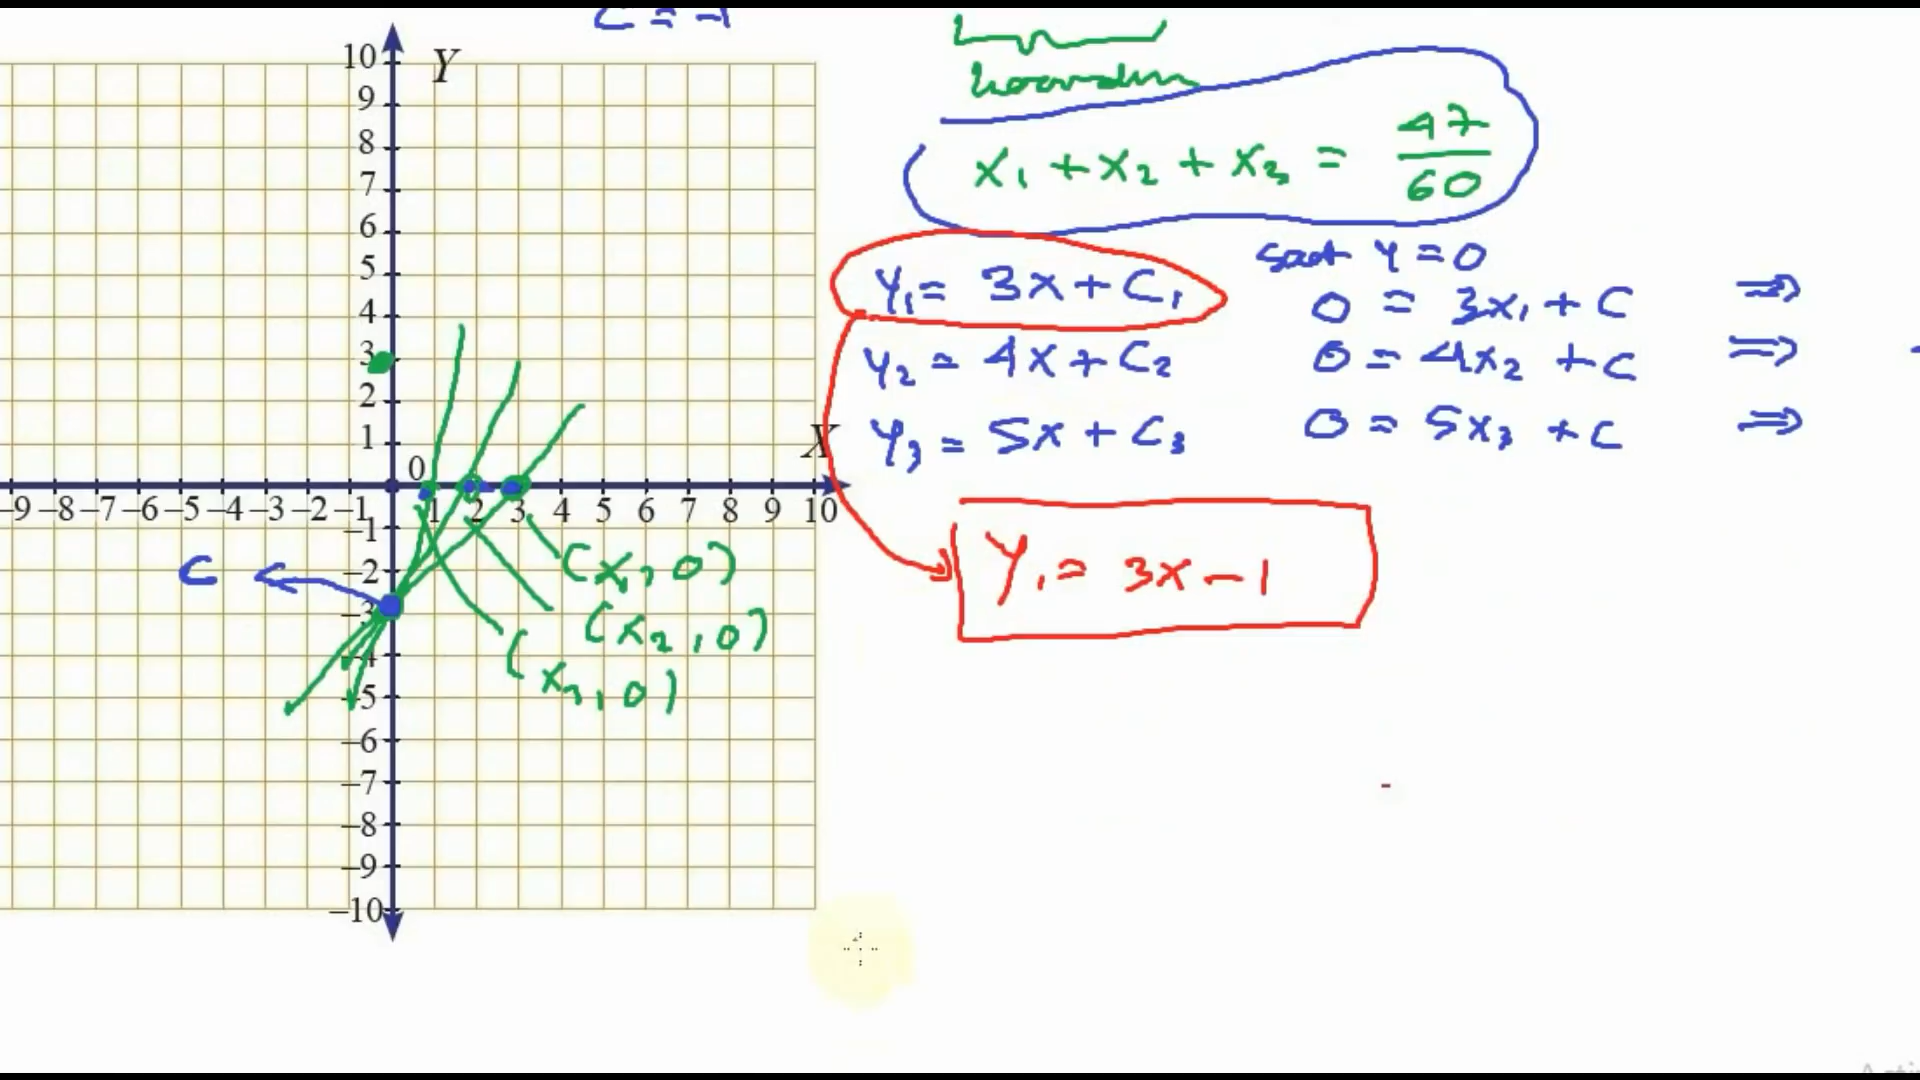 C = -1
10
Y
9
8
7
6
5
4
3
2
1
0
X
-9 -8 -7 -6 -5 -4 -3 -2 -1 1 2 3 4 5 6 7 8 9 10
-1
-2
-3
-4
-5
-6
-7
-8
-9
-10
C
(x₁, 0)
(x₂, 0)
x₁ + x₂ + x₃ = 47/60
saat y = 0
y₁ = 3x + C₁
0 = 3x₁ + C ⇒
y₂ = 4x + C₂
0 = 4x₂ + C ⇒
y₃ = 5x + C₃
0 = 5x₃ + C ⇒
y₁ = 3x - 1